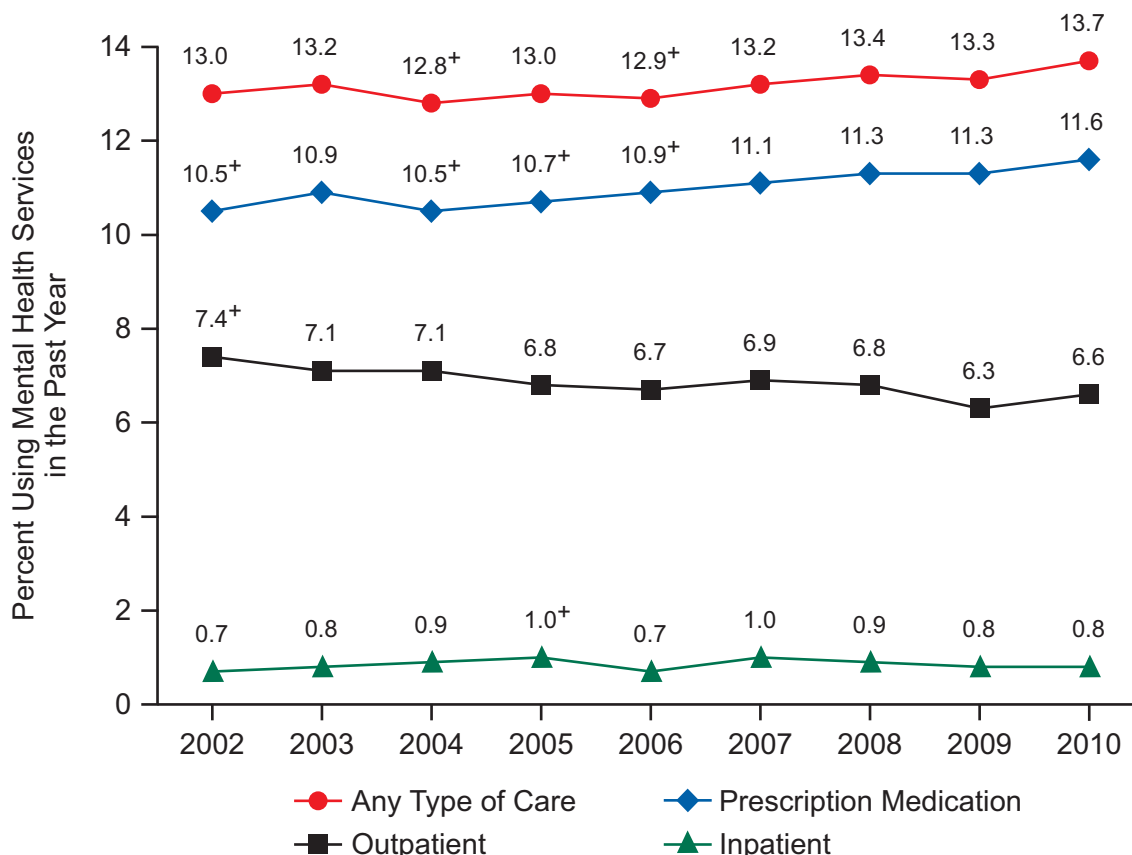 Percent Using Mental Health Services
in the Past Year
14
12
10
8
6
4
2
0
13.0 13.2 12.8+ 13.0 12.9+ 13.2 13.4 13.3 13.7
10.5+ 10.9 10.5+ 10.7+ 10.9+ 11.1 11.3 11.3 11.6
7.4+ 7.1 7.1 6.8 6.7 6.9 6.8 6.3 6.6
0.7 0.8 0.9 1.0+ 0.7 1.0 0.9 0.8 0.8
2002 2003 2004 2005 2006 2007 2008 2009 2010
Any Type of Care Prescription Medication
Outpatient Inpatient